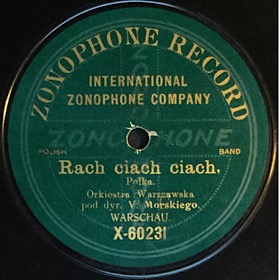 ZONOPHONE RECORD
INTERNATIONAL
ZONOPHONE COMPANY
ZONOPHONE
POLISH BAND
Rach ciach ciach,
Polka.
Orkiestra Warszawska
pod dyr. V. Morskiego.
WARSCHAU.
X-60231